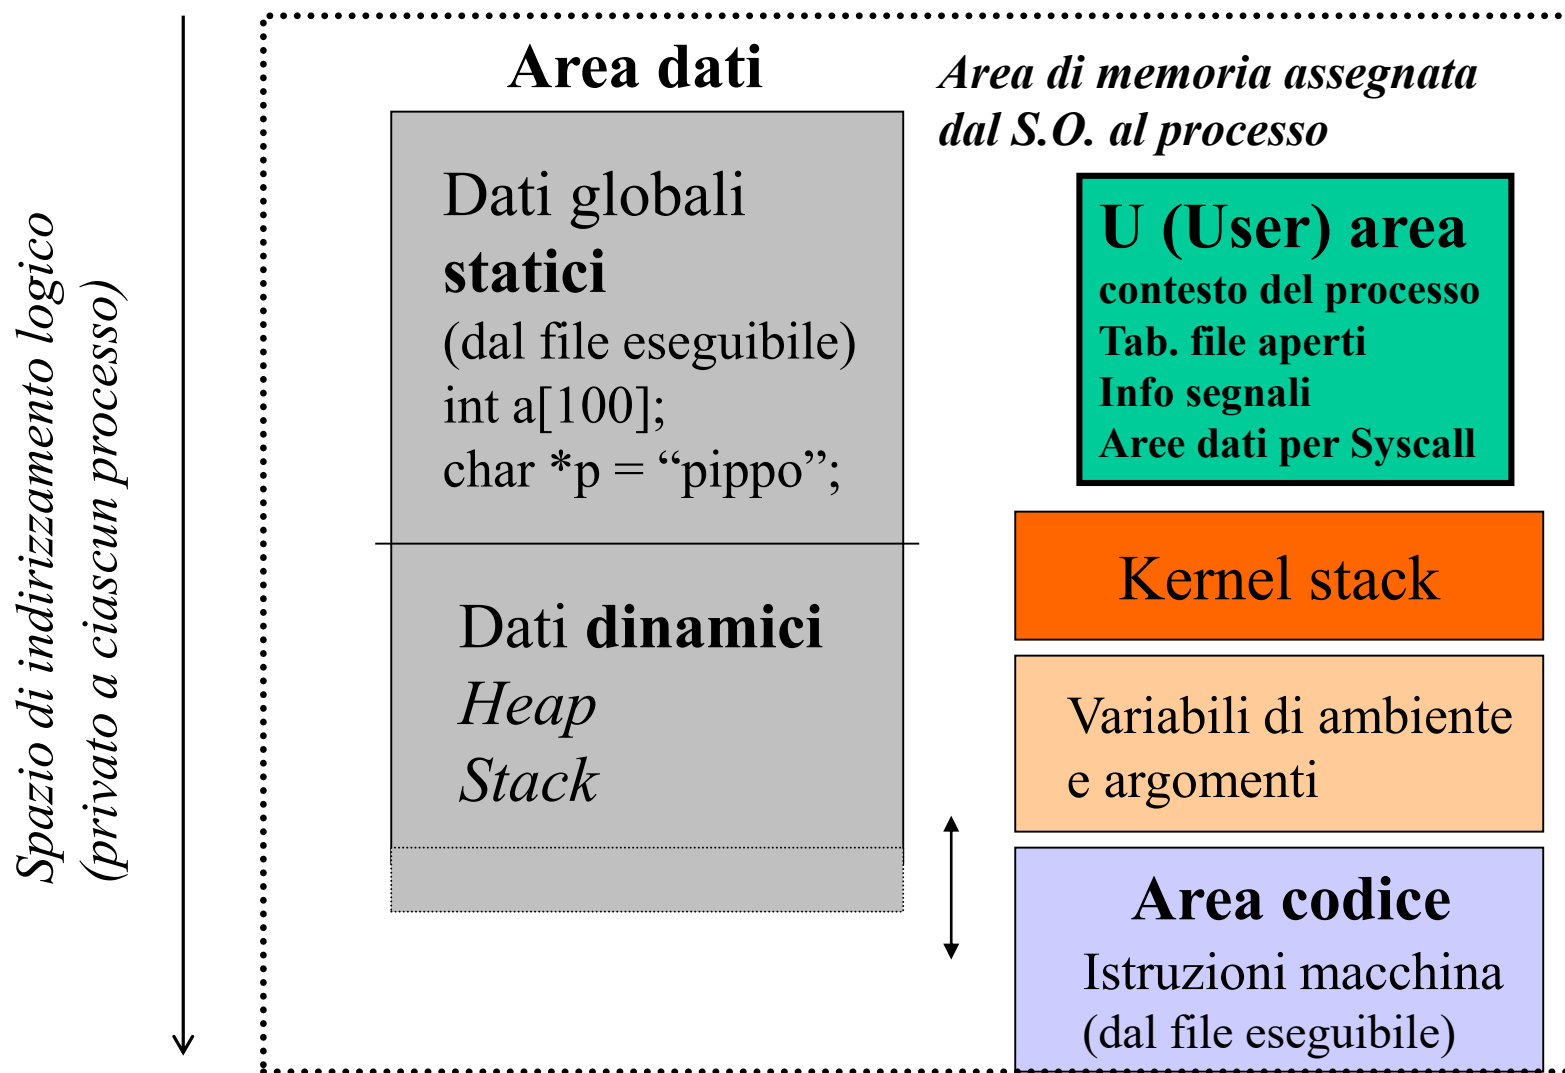 Spazio di indirizzamento logico
(privato a ciascun processo)
Area dati
Dati globali
statici
(dal file eseguibile)
int a[100];
char *p = “pippo”;
Dati dinamici
Heap
Stack
Area di memoria assegnata
dal S.O. al processo
U (User) area
contesto del processo
Tab. file aperti
Info segnali
Aree dati per Syscall
Kernel stack
Variabili di ambiente
e argomenti
Area codice
Istruzioni macchina
(dal file eseguibile)